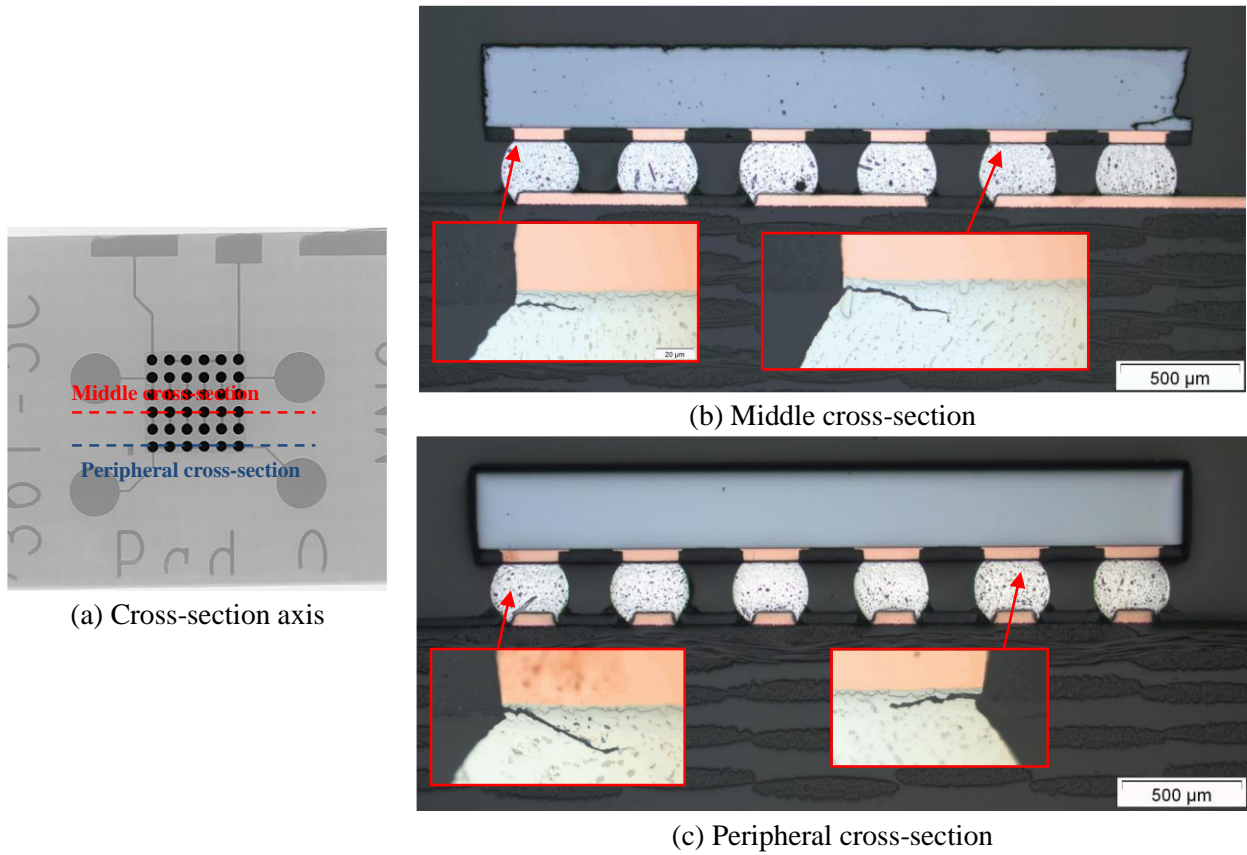 Middle cross-section
Peripheral cross-section
Pad
(a) Cross-section axis
20 µm
500 µm
(b) Middle cross-section
500 µm
(c) Peripheral cross-section